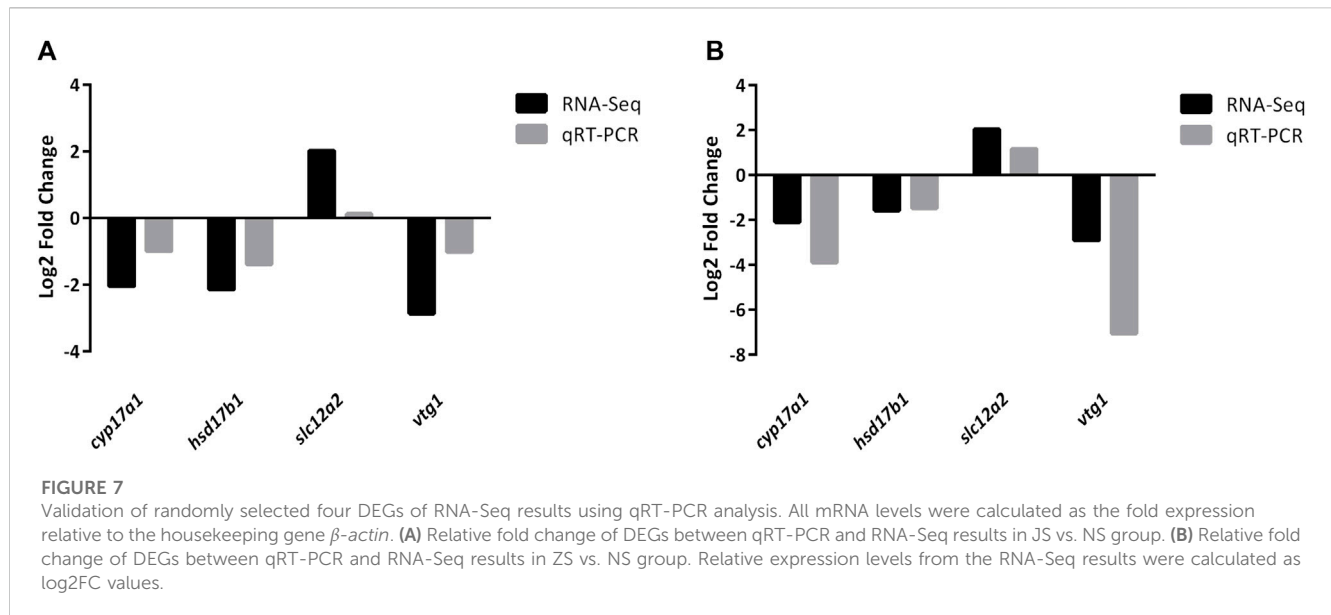 A
4
2
0
-2
-4
Log2 Fold Change
RNA-Seq
qRT-PCR
cyp17a1
hsd17b1
slc12a2
vtg1
B
4
2
0
-2
-4
-6
-8
Log2 Fold Change
RNA-Seq
qRT-PCR
cyp17a1
hsd17b1
slc12a2
vtg1
FIGURE 7
Validation of randomly selected four DEGs of RNA-Seq results using qRT-PCR analysis. All mRNA levels were calculated as the fold expression
relative to the housekeeping gene β-actin. (A) Relative fold change of DEGs between qRT-PCR and RNA-Seq results in JS vs. NS group. (B) Relative fold
change of DEGs between qRT-PCR and RNA-Seq results in ZS vs. NS group. Relative expression levels from the RNA-Seq results were calculated as
log2FC values.